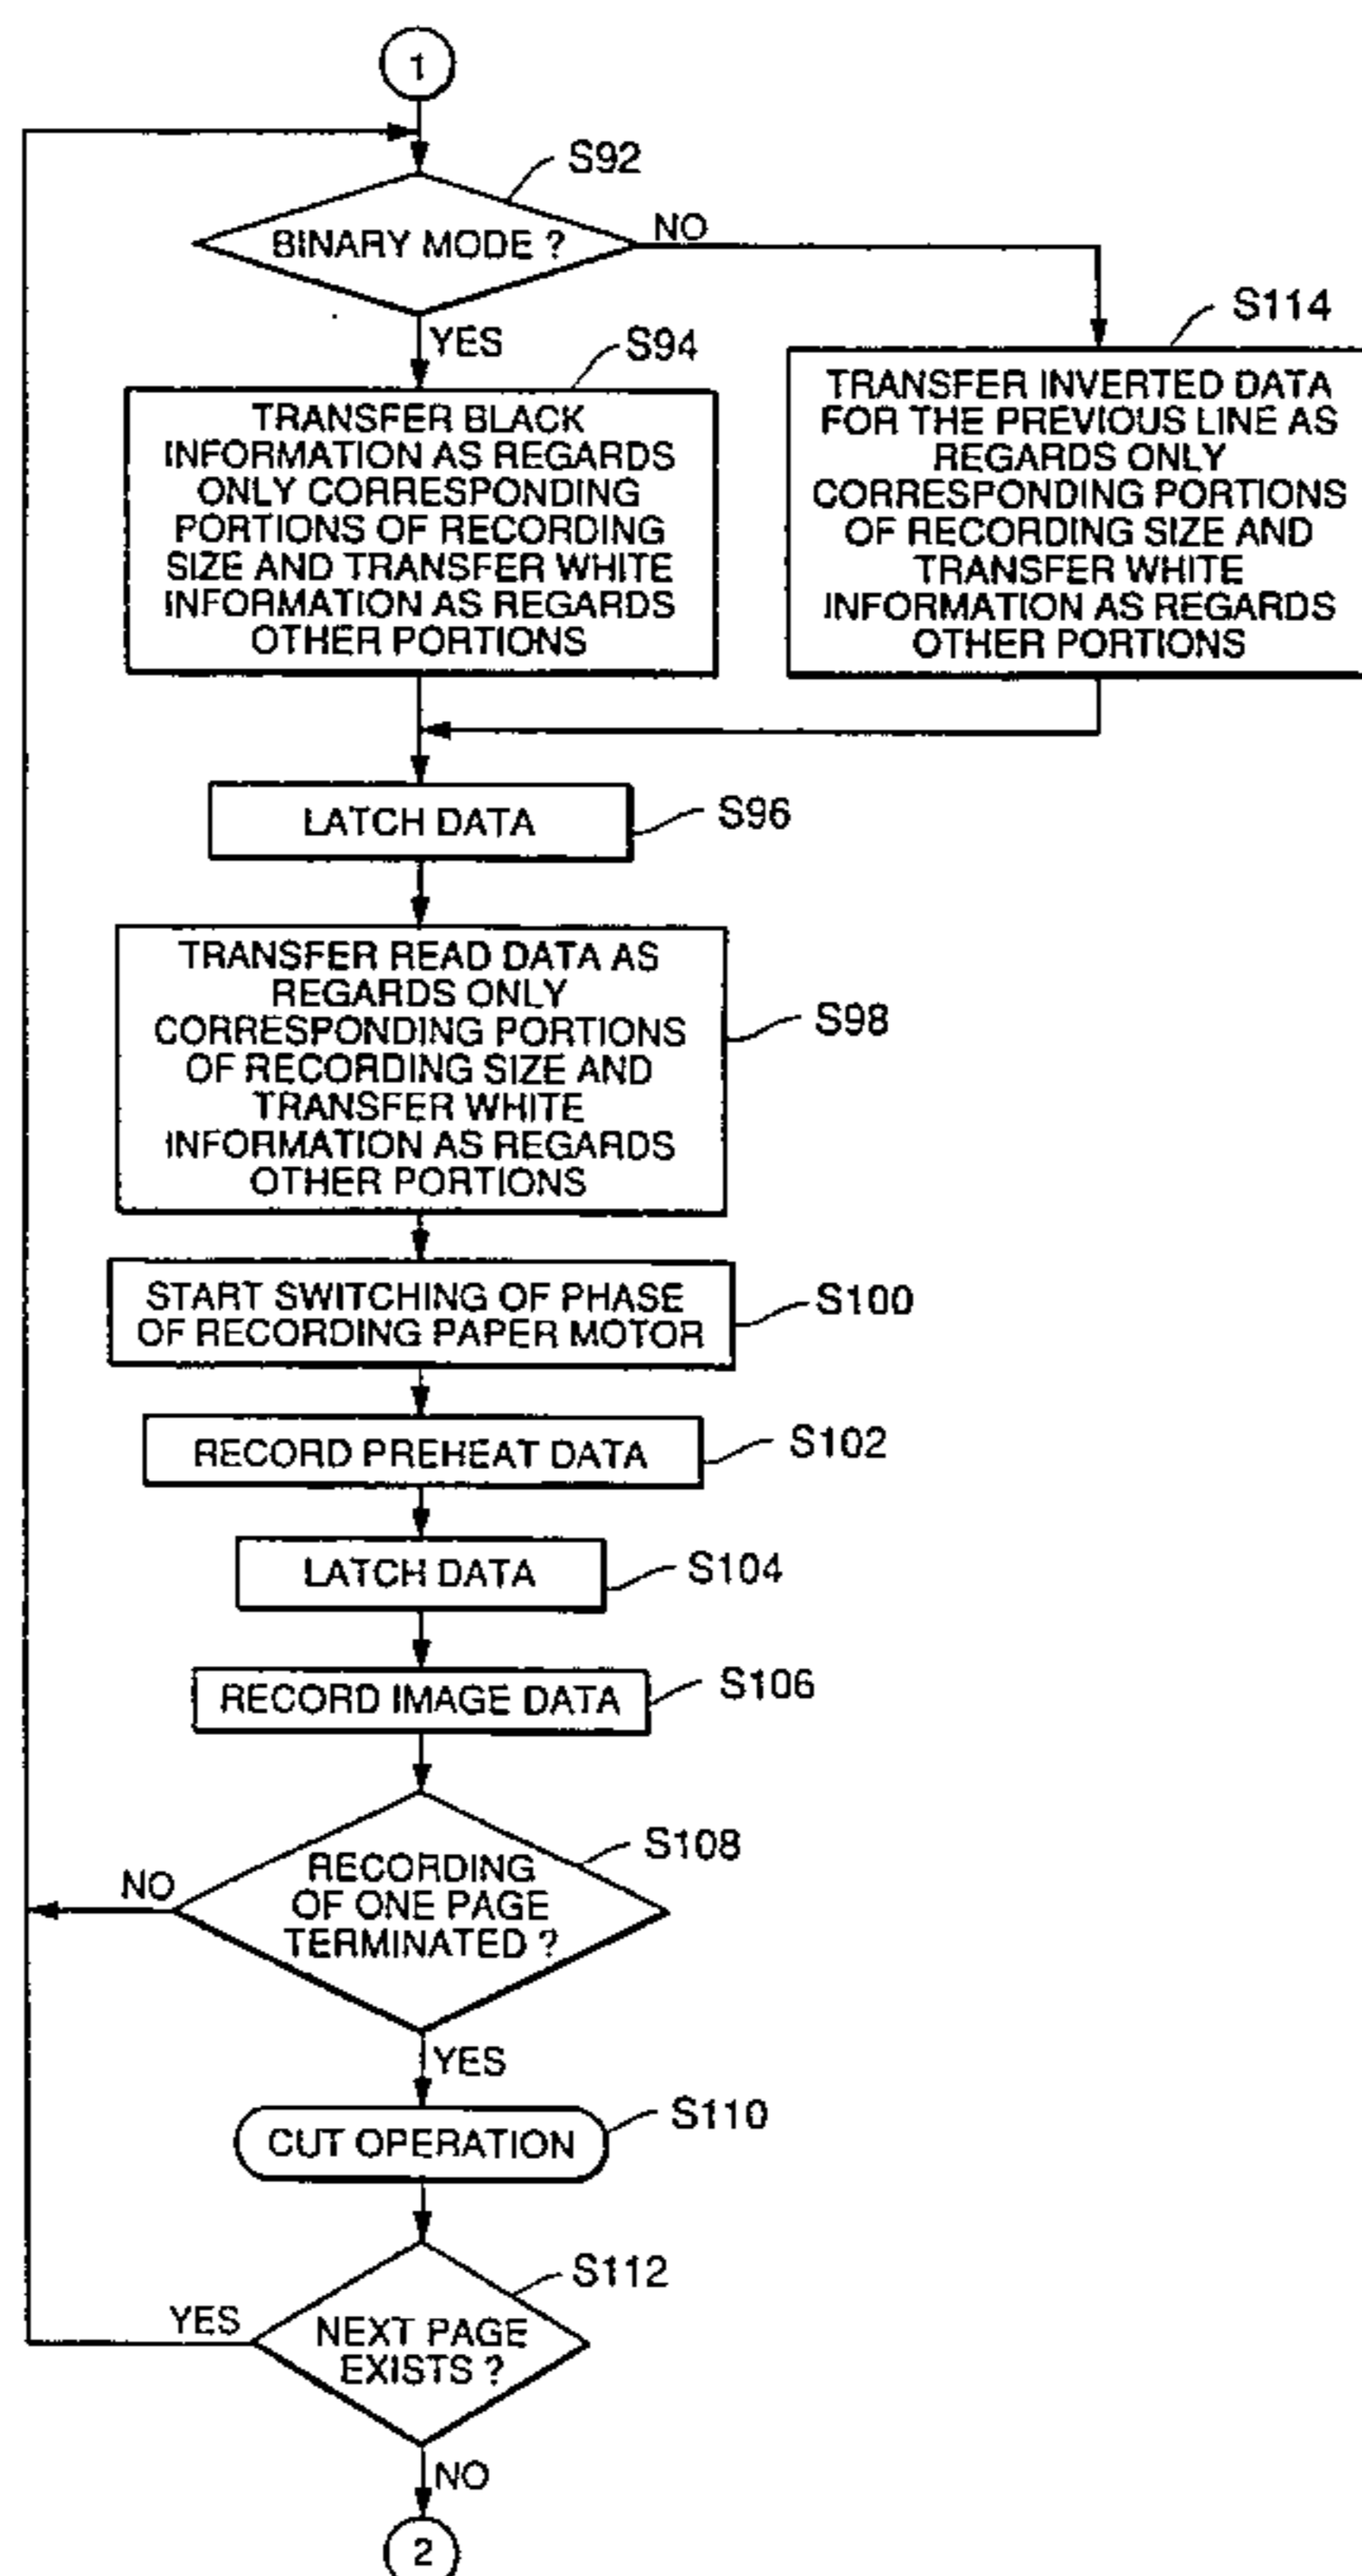 1
S92
BINARY MODE ?
NO
YES
S94
TRANSFER BLACK
INFORMATION AS REGARDS
ONLY CORRESPONDING
PORTIONS OF RECORDING
SIZE AND TRANSFER WHITE
INFORMATION AS REGARDS
OTHER PORTIONS
S114
TRANSFER INVERTED DATA
FOR THE PREVIOUS LINE AS
REGARDS ONLY
CORRESPONDING PORTIONS
OF RECORDING SIZE AND
TRANSFER WHITE
INFORMATION AS REGARDS
OTHER PORTIONS
LATCH DATA
S96
TRANSFER READ DATA AS
REGARDS ONLY
CORRESPONDING PORTIONS
OF RECORDING SIZE AND
TRANSFER WHITE
INFORMATION AS REGARDS
OTHER PORTIONS
S98
START SWITCHING OF PHASE
OF RECORDING PAPER MOTOR
S100
RECORD PREHEAT DATA
S102
LATCH DATA
S104
RECORD IMAGE DATA
S106
S108
RECORDING
OF ONE PAGE
TERMINATED ?
NO
YES
CUT OPERATION
S110
S112
NEXT PAGE
EXISTS ?
YES
NO
2